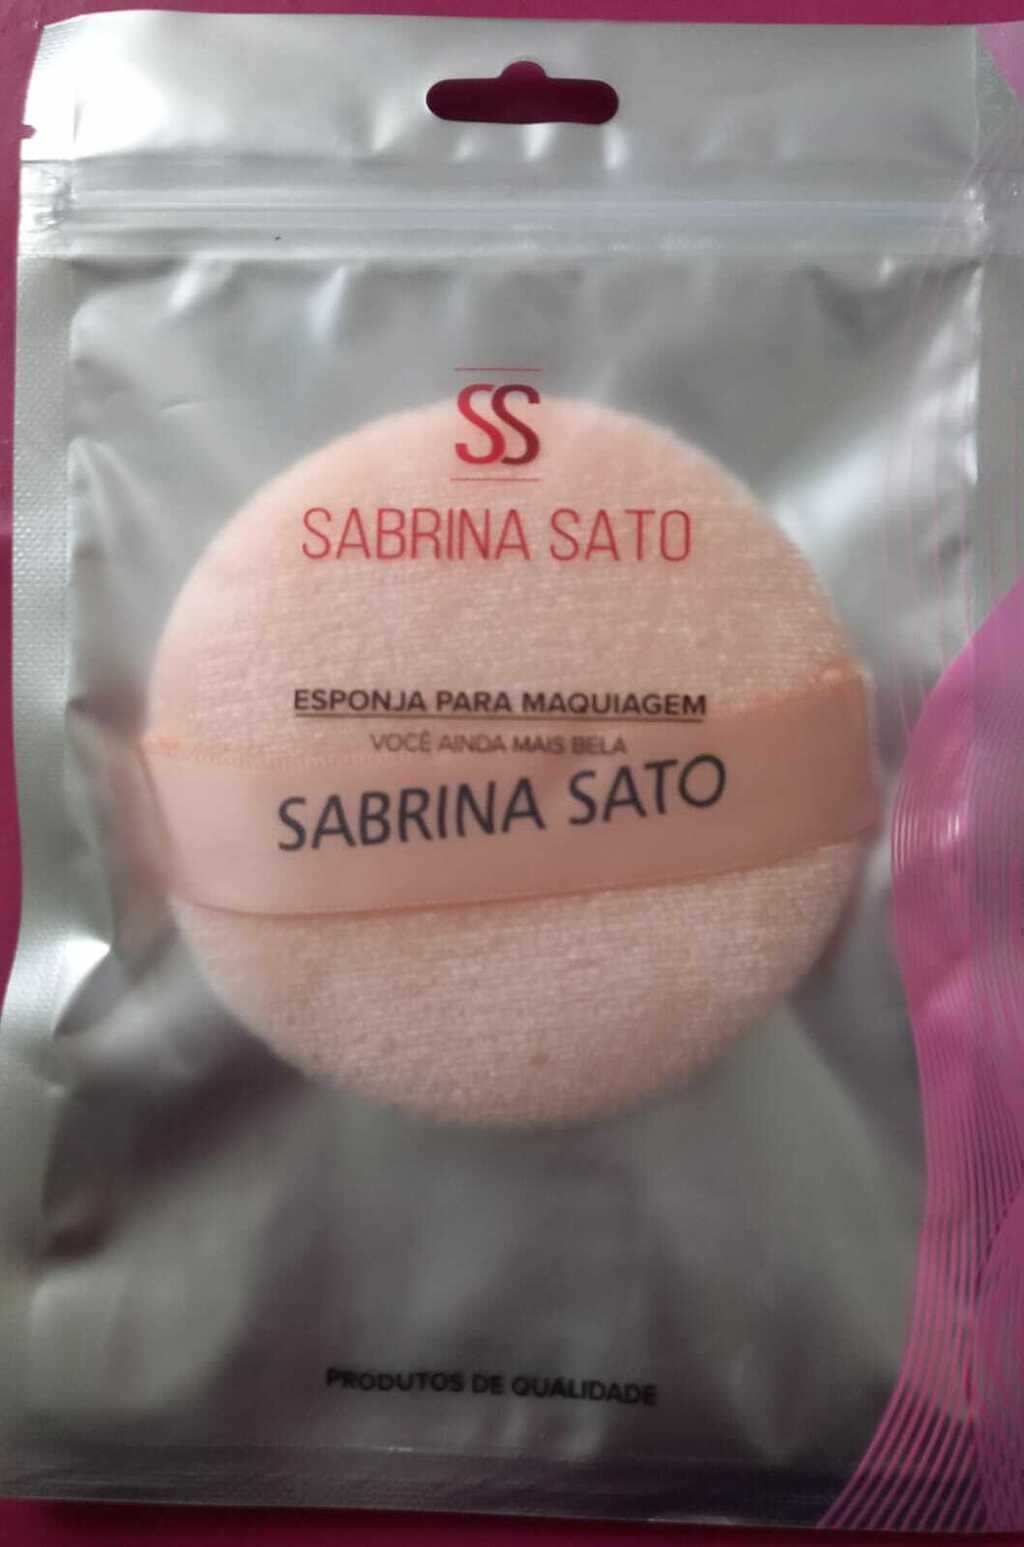 SS
SABRINA SATO
ESPONJA PARA MAQUIAGEM
VOCÊ AINDA MAIS BELA
SABRINA SATO
PRODUTOS DE QUALIDADE